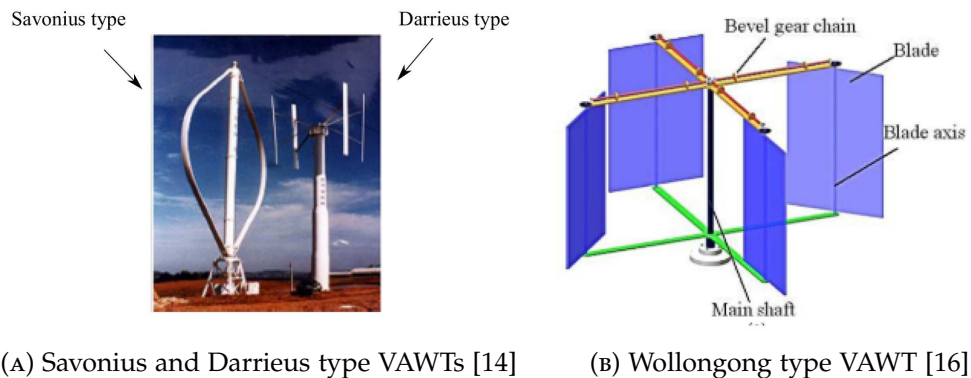 Savonius type
Darrieus type
Bevel gear chain
Blade
Blade axis
Main shaft
(ᴀ) Savonius and Darrieus type VAWTs [14]
(ʙ) Wollongong type VAWT [16]